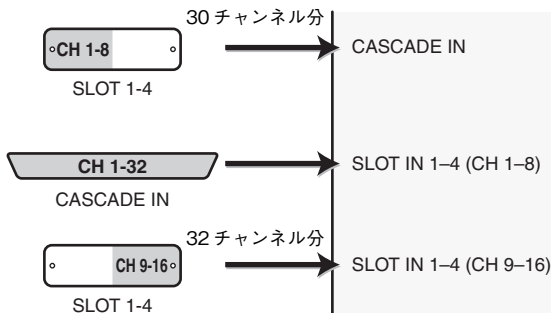 30 チャンネル分
CH 1-8
CASCADE IN
SLOT 1-4
CH 1-32
SLOT IN 1–4 (CH 1–8)
CASCADE IN
32 チャンネル分
CH 9-16
SLOT IN 1–4 (CH 9–16)
SLOT 1-4